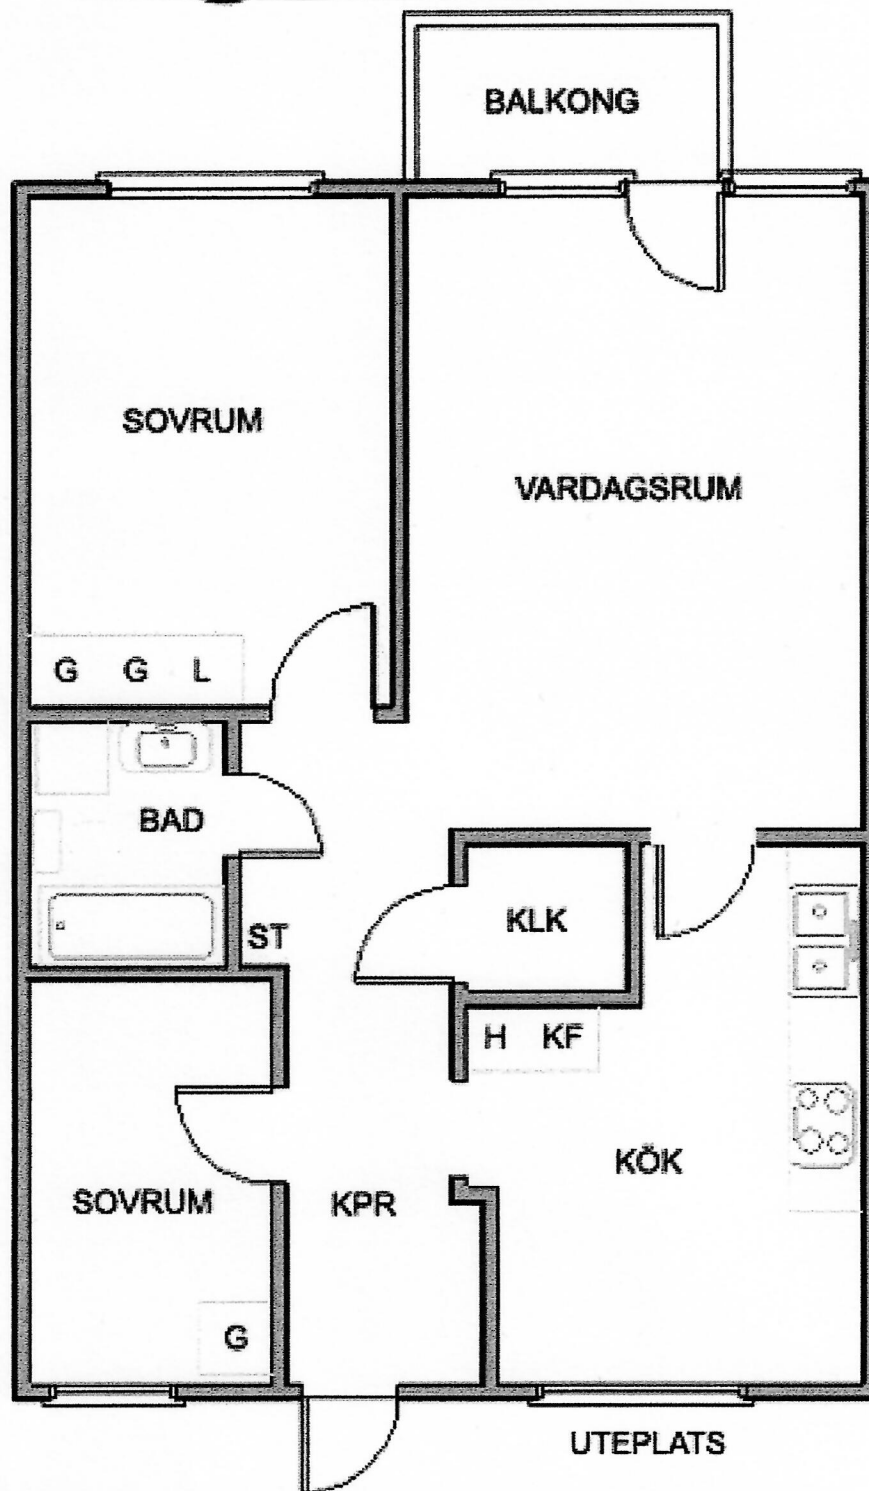 BALKONG
SOVRUM
VARDAGSRUM
G G L
BAD
ST
KLK
H KF
KÖK
SOVRUM
KPR
G
UTEPLATS